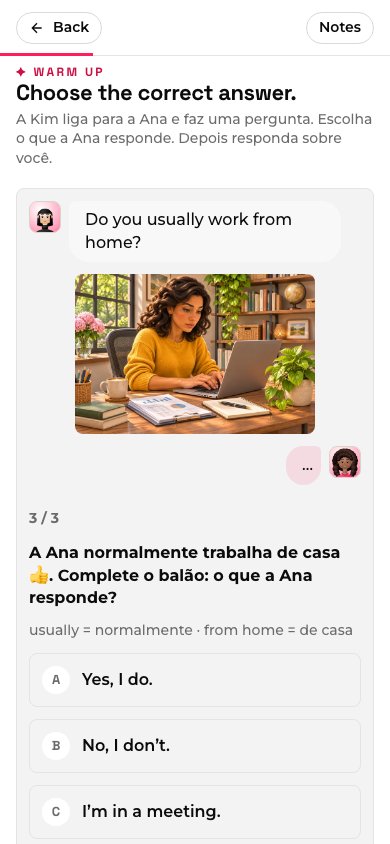 ← Back
Notes
✦ WARM UP
Choose the correct answer.
A Kim liga para a Ana e faz uma pergunta. Escolha
o que a Ana responde. Depois responda sobre
você.
Do you usually work from
home?
...
3 / 3
A Ana normalmente trabalha de casa
👍. Complete o balão: o que a Ana
responde?
usually = normalmente · from home = de casa
A Yes, I do.
B No, I don’t.
C I’m in a meeting.